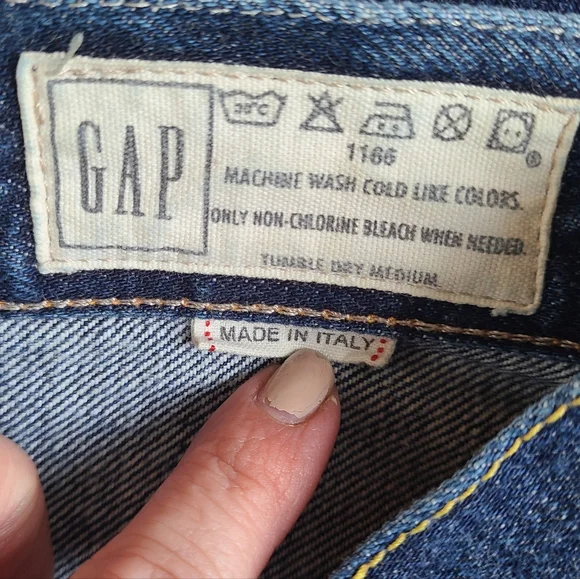 GAP
30°C
1166
MACHINE WASH COLD LIKE COLORS.
ONLY NON-CHLORINE BLEACH WHEN NEEDED.
TUMBLE DRY MEDIUM
®
MADE IN ITALY